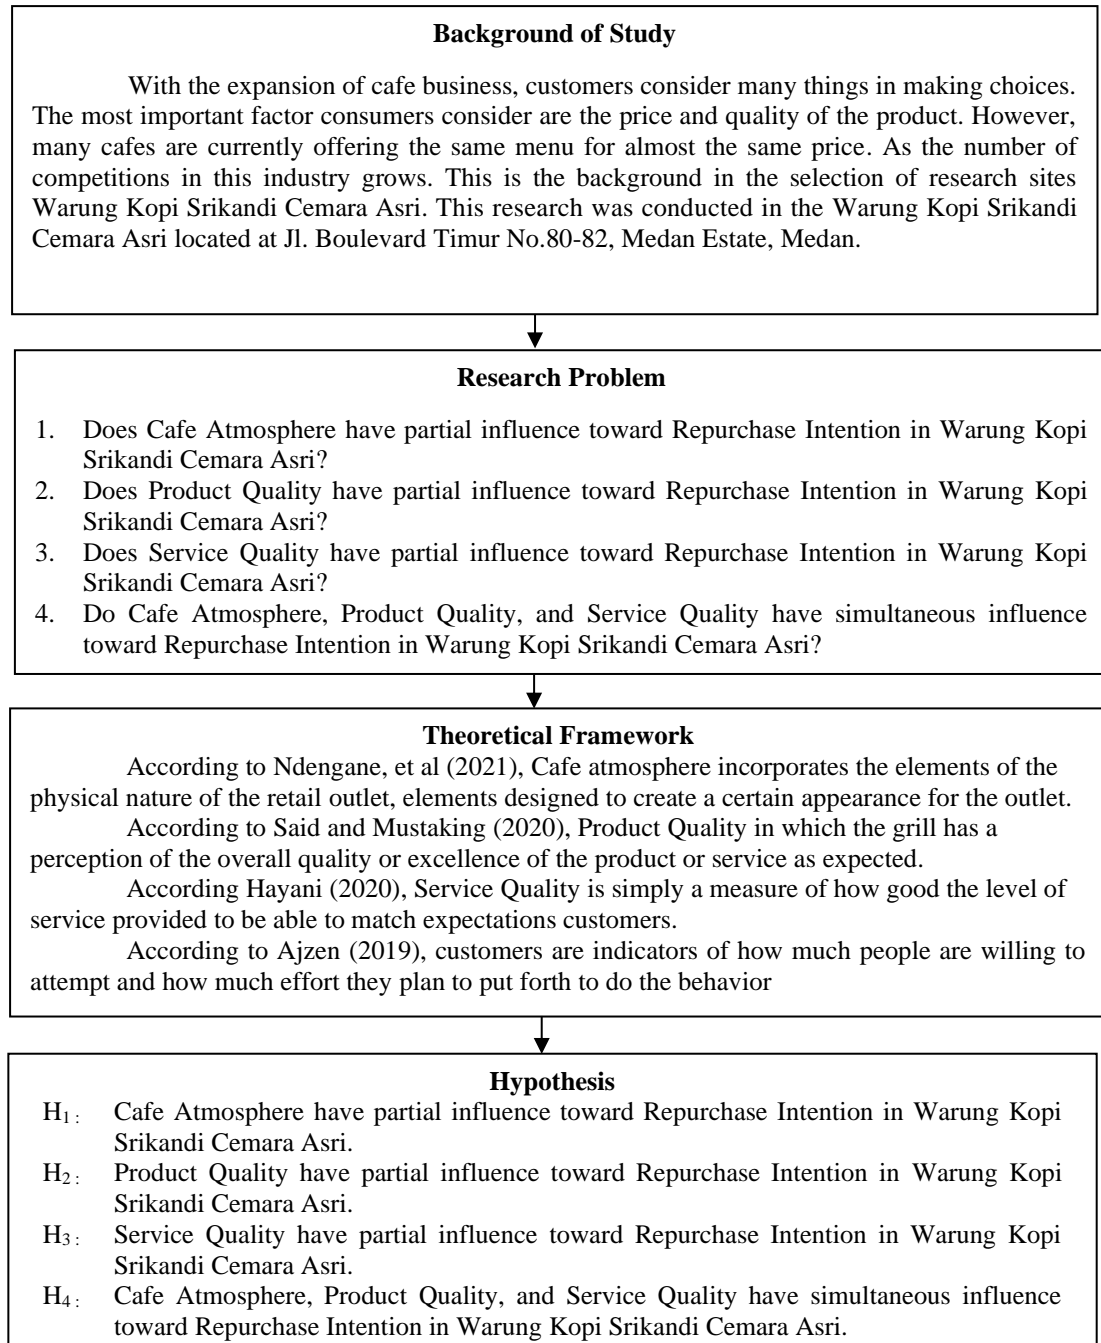 Background of Study
With the expansion of cafe business, customers consider many things in making choices.
The most important factor consumers consider are the price and quality of the product. However,
many cafes are currently offering the same menu for almost the same price. As the number of
competitions in this industry grows. This is the background in the selection of research sites
Warung Kopi Srikandi Cemara Asri. This research was conducted in the Warung Kopi Srikandi
Cemara Asri located at Jl. Boulevard Timur No.80-82, Medan Estate, Medan.
Research Problem
1. Does Cafe Atmosphere have partial influence toward Repurchase Intention in Warung Kopi
Srikandi Cemara Asri?
2. Does Product Quality have partial influence toward Repurchase Intention in Warung Kopi
Srikandi Cemara Asri?
3. Does Service Quality have partial influence toward Repurchase Intention in Warung Kopi
Srikandi Cemara Asri?
4. Do Cafe Atmosphere, Product Quality, and Service Quality have simultaneous influence
toward Repurchase Intention in Warung Kopi Srikandi Cemara Asri?
Theoretical Framework
According to Ndengane, et al (2021), Cafe atmosphere incorporates the elements of the
physical nature of the retail outlet, elements designed to create a certain appearance for the outlet.
According to Said and Mustaking (2020), Product Quality in which the grill has a
perception of the overall quality or excellence of the product or service as expected.
According Hayani (2020), Service Quality is simply a measure of how good the level of
service provided to be able to match expectations customers.
According to Ajzen (2019), customers are indicators of how much people are willing to
attempt and how much effort they plan to put forth to do the behavior
Hypothesis
H1 : Cafe Atmosphere have partial influence toward Repurchase Intention in Warung Kopi
Srikandi Cemara Asri.
H2 : Product Quality have partial influence toward Repurchase Intention in Warung Kopi
Srikandi Cemara Asri.
H3 : Service Quality have partial influence toward Repurchase Intention in Warung Kopi
Srikandi Cemara Asri.
H4 : Cafe Atmosphere, Product Quality, and Service Quality have simultaneous influence
toward Repurchase Intention in Warung Kopi Srikandi Cemara Asri.